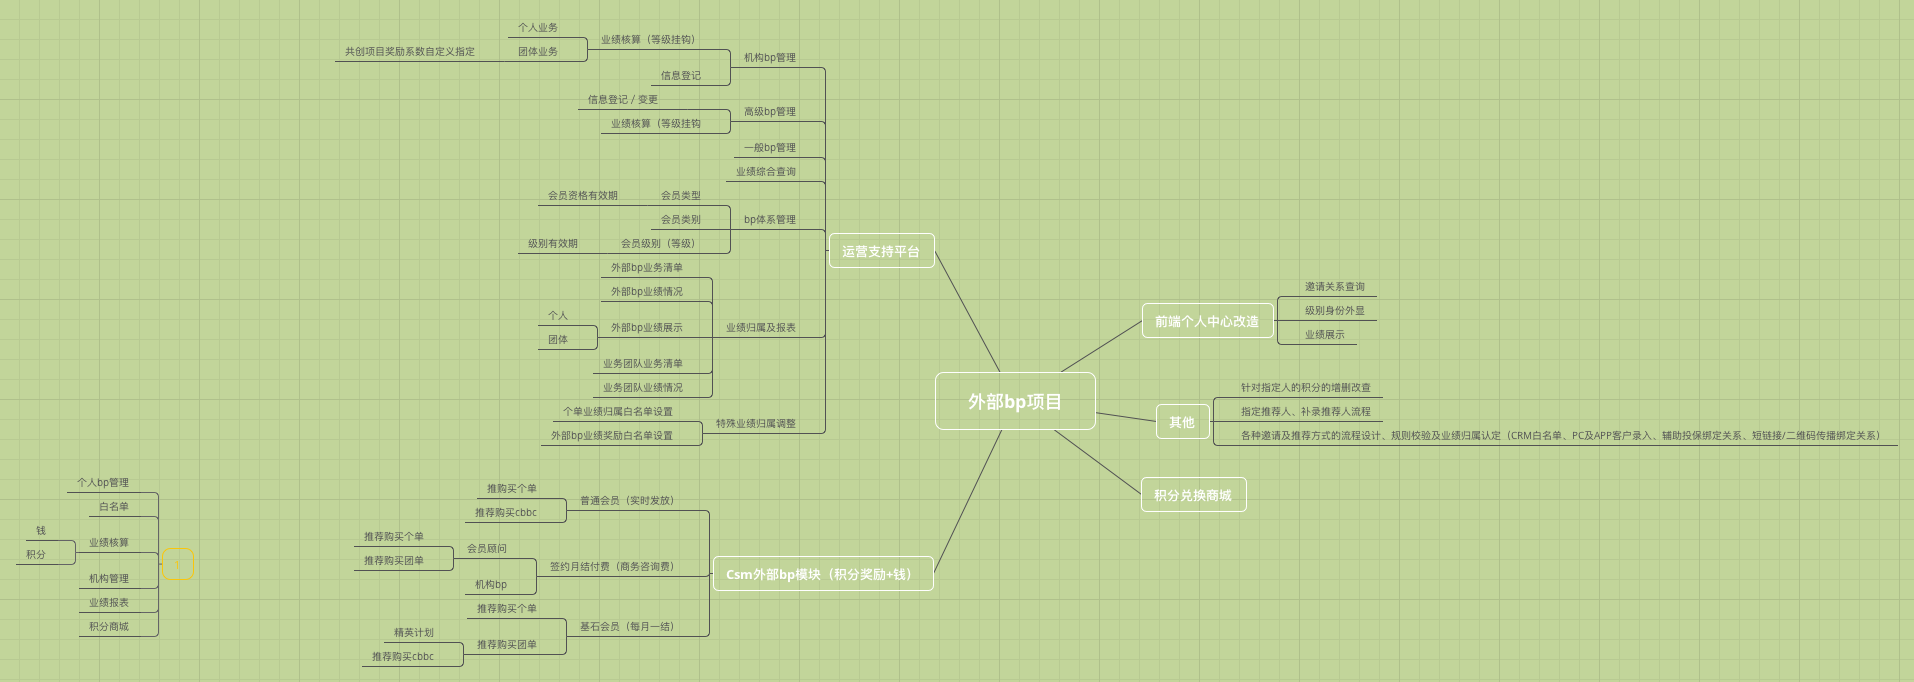 外部bp项目
运营支持平台
机构bp管理
业绩核算（等级挂钩）
个人业务
团体业务
共创项目奖励系数自定义指定
信息登记
高级bp管理
信息登记 / 变更
业绩核算（等级挂钩
一般bp管理
业绩综合查询
bp体系管理
会员类型
会员资格有效期
会员类别
会员级别（等级）
级别有效期
业绩归属及报表
外部bp业务清单
外部bp业绩情况
外部bp业绩展示
个人
团体
业务团队业务清单
业务团队业绩情况
特殊业绩归属调整
个单业绩归属白名单设置
外部bp业绩奖励白名单设置
Csm外部bp模块（积分奖励+钱）
普通会员（实时发放）
推购买个单
推荐购买cbbc
签约月结付费（商务咨询费）
会员顾问
推荐购买个单
推荐购买团单
机构bp
基石会员（每月一结）
推荐购买个单
推荐购买团单
精英计划
推荐购买cbbc
前端个人中心改造
邀请关系查询
级别身份外显
业绩展示
其他
针对指定人的积分的增删改查
指定推荐人、补录推荐人流程
各种邀请及推荐方式的流程设计、规则校验及业绩归属认定（CRM白名单、PC及APP客户录入、辅助投保绑定关系、短链接/二维码传播绑定关系）
积分兑换商城
个人bp管理
白名单
业绩核算
钱
积分
机构管理
业绩报表
积分商城